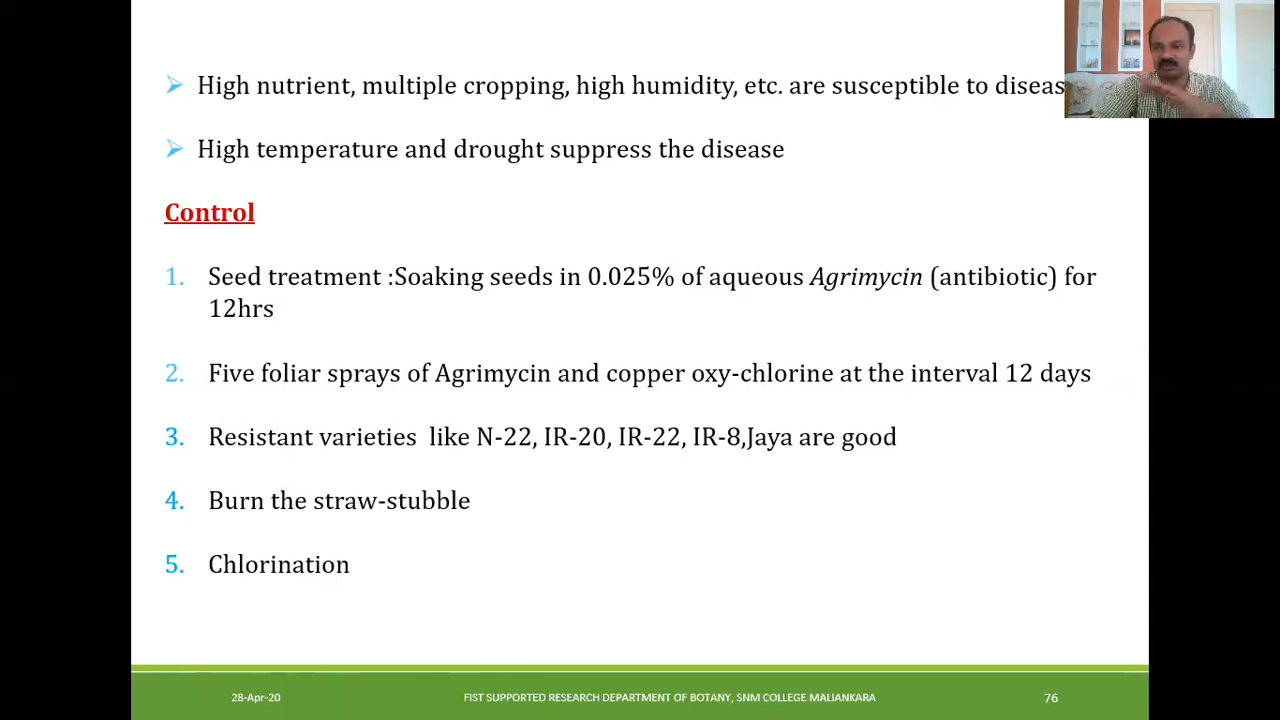 High nutrient, multiple cropping, high humidity, etc. are susceptible to diseas
High temperature and drought suppress the disease
Control
1. Seed treatment :Soaking seeds in 0.025% of aqueous Agrimycin (antibiotic) for
12hrs
2. Five foliar sprays of Agrimycin and copper oxy-chlorine at the interval 12 days
3. Resistant varieties like N-22, IR-20, IR-22, IR-8,Jaya are good
4. Burn the straw-stubble
5. Chlorination
28-Apr-20 FIST SUPPORTED RESEARCH DEPARTMENT OF BOTANY, SNM COLLEGE MALIANKARA 76